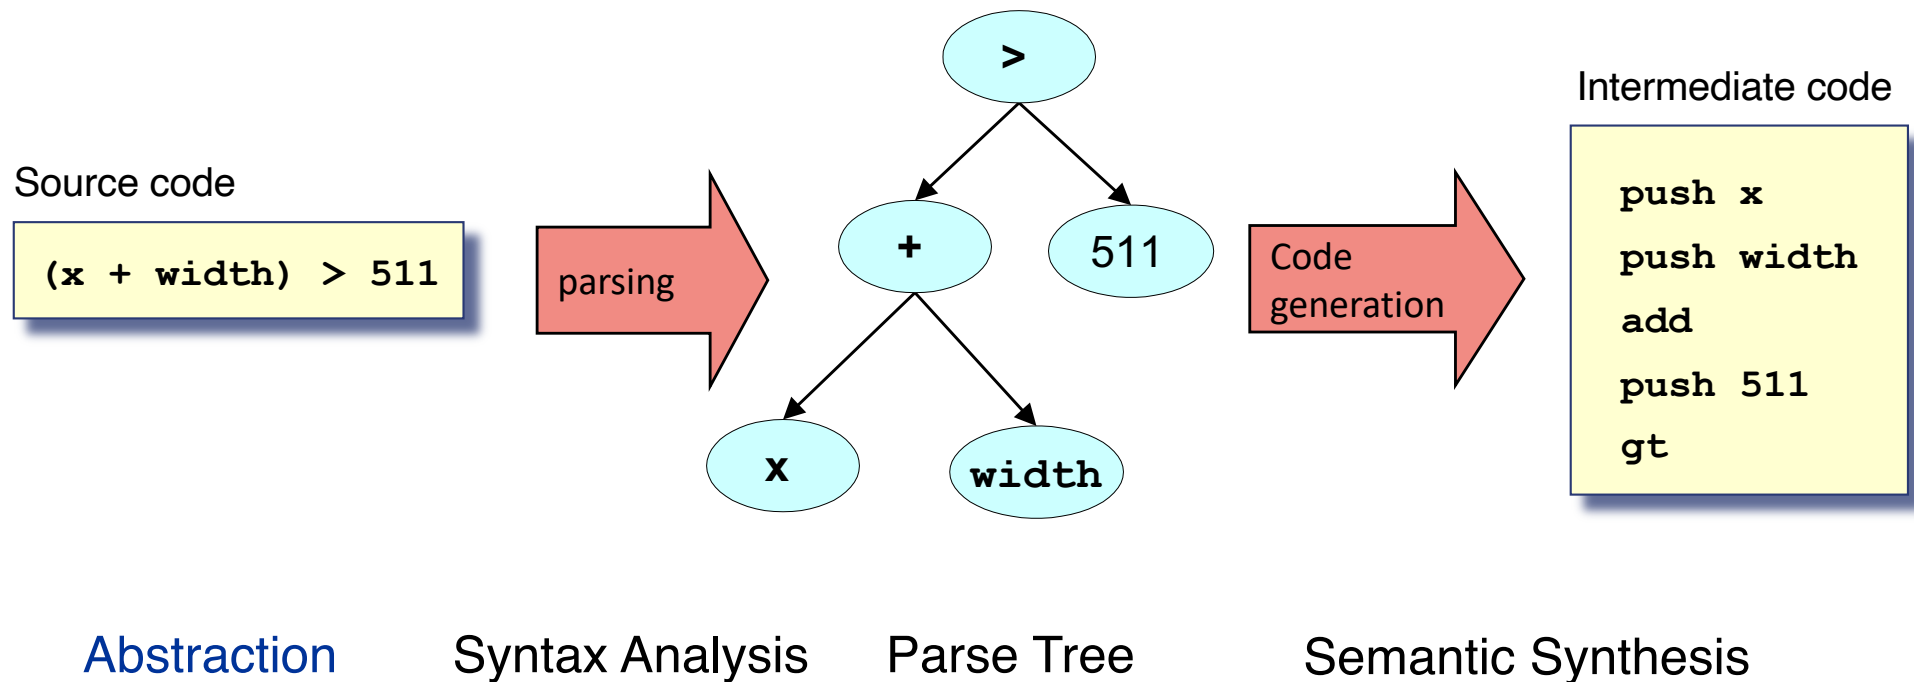 Source code
(x + width) > 511
parsing
>
+
511
x
width
Code
generation
Intermediate code
push x
push width
add
push 511
gt
Abstraction
Syntax Analysis
Parse Tree
Semantic Synthesis